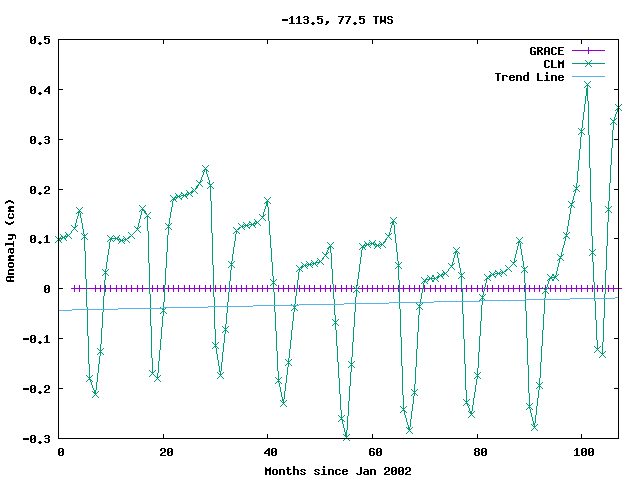 -113.5, 77.5 TWS
GRACE
CLM
Trend Line
0.5
0.4
0.3
0.2
0.1
0
-0.1
-0.2
-0.3
Anomaly (cm)
0 20 40 60 80 100
Months since Jan 2002